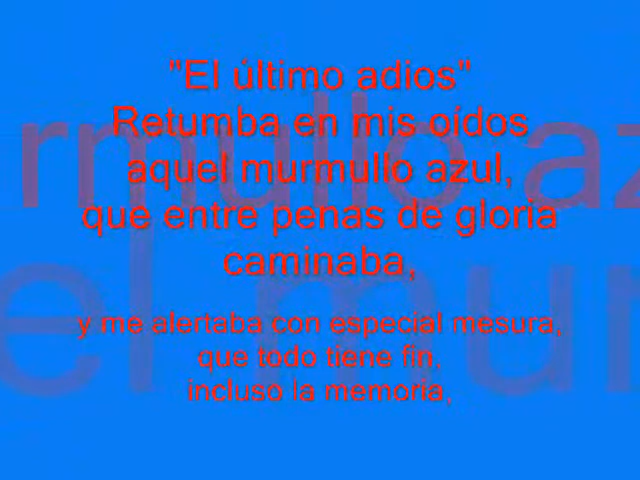 "El último adios"
Retumba en mis oídos
aquel murmullo azul,
que entre penas de gloria
caminaba,
y me alertaba con especial mesura,
que todo tiene fin,
incluso la memoria,